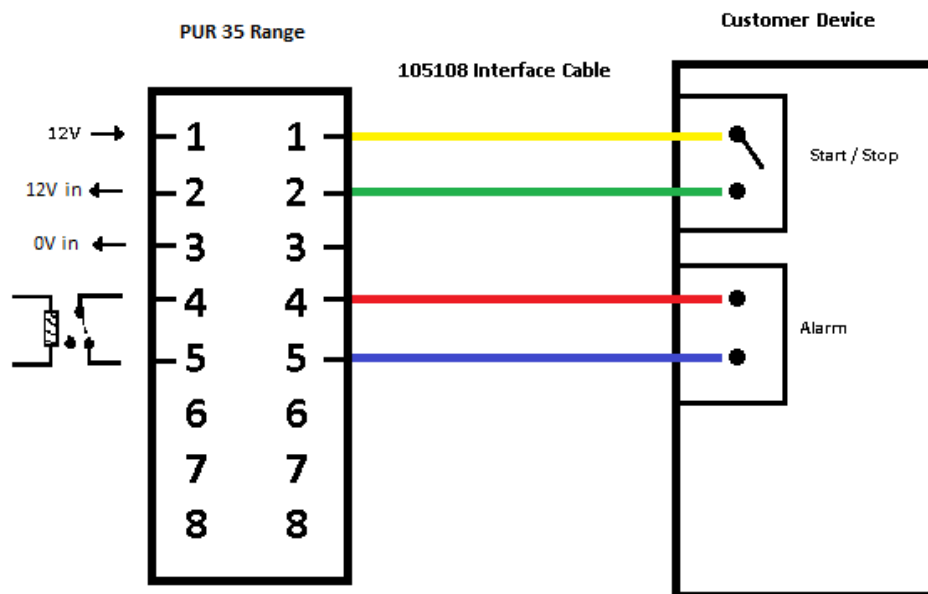 PUR 35 Range
Customer Device
105108 Interface Cable
12V
1 1
Start / Stop
12V in
2 2
0V in
3 3
4 4
Alarm
5 5
6 6
7 7
8 8